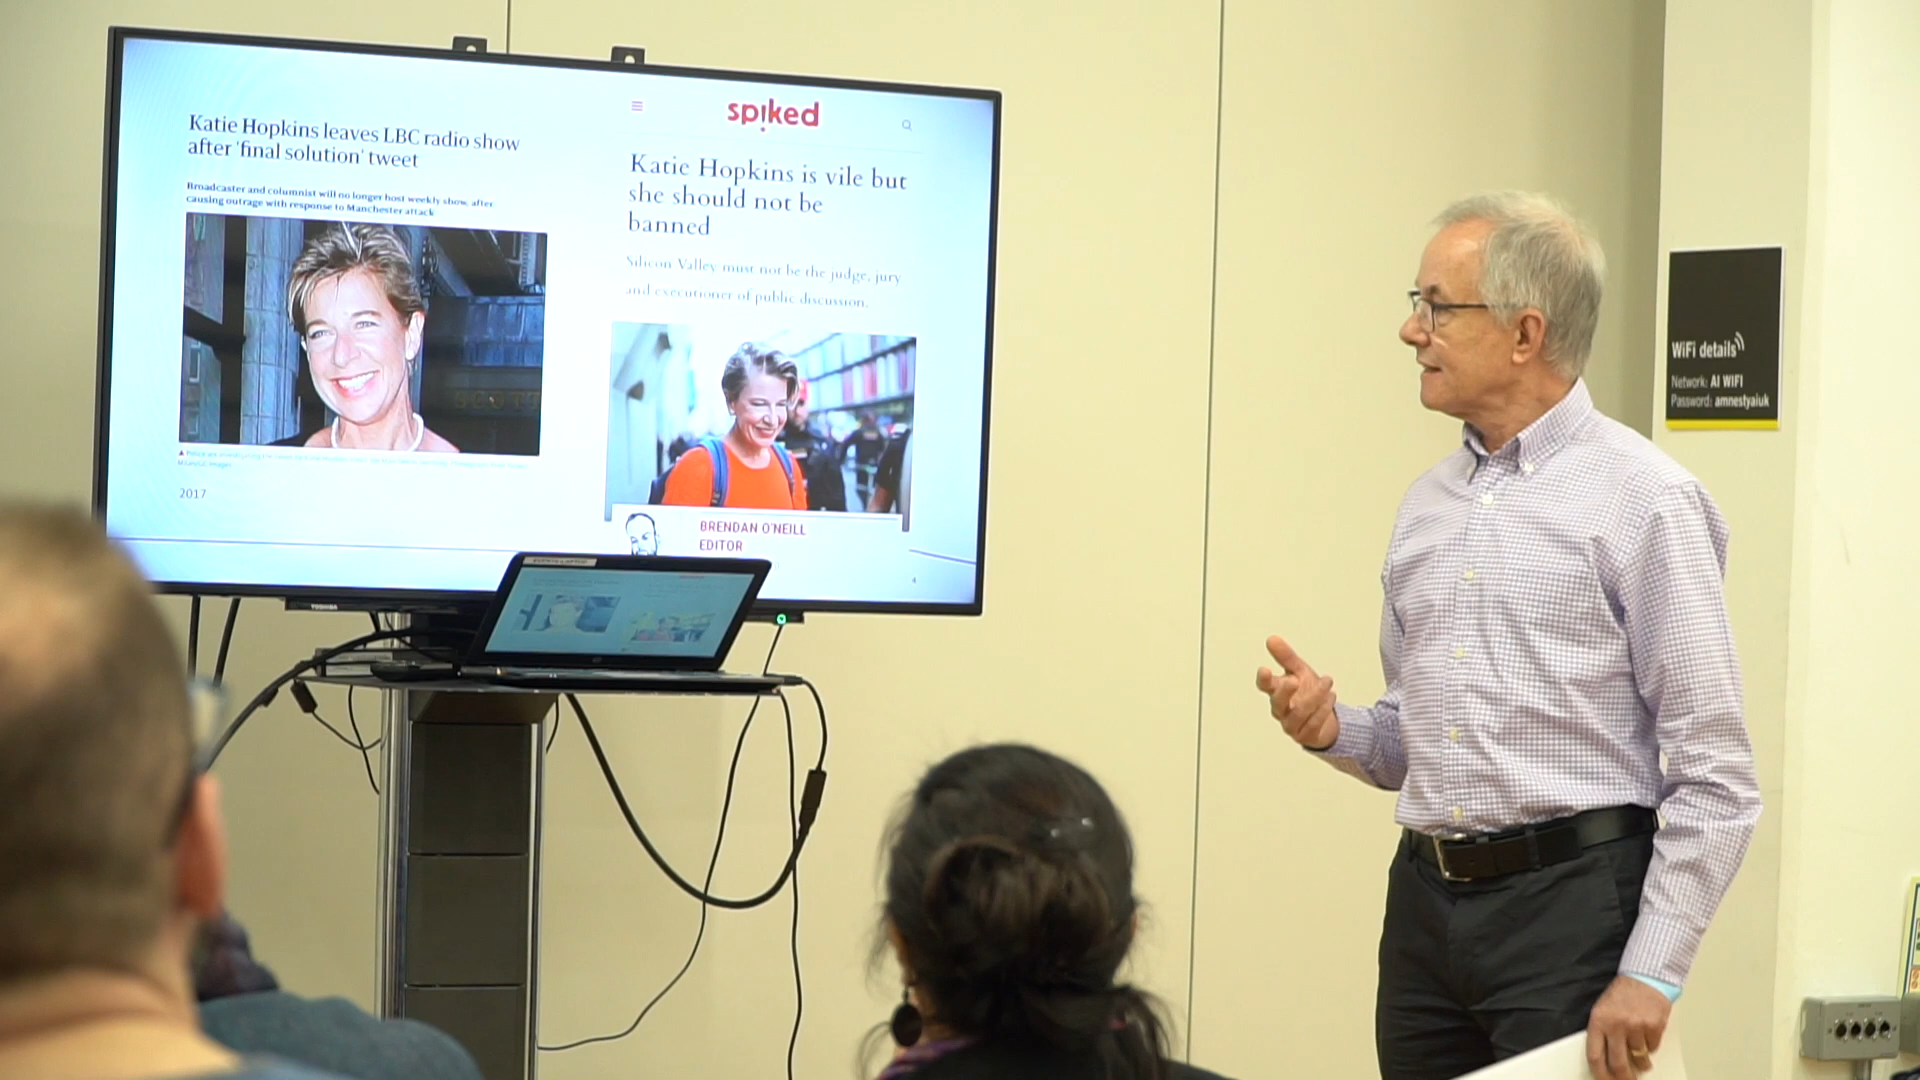 Katie Hopkins leaves LBC radio show
after 'final solution' tweet
Broadcaster and columnist will no longer host weekly show, after
causing outrage with response to Manchester attack
2017
spiked
Katie Hopkins is vile but
she should not be
banned
Silicon Valley must not be the judge, jury
and executioner of public discussion.
BRENDAN O'NEILL
EDITOR
4
TOSHIBA
WiFi details
Network: AI WIFI
Password: amnestyaiuk